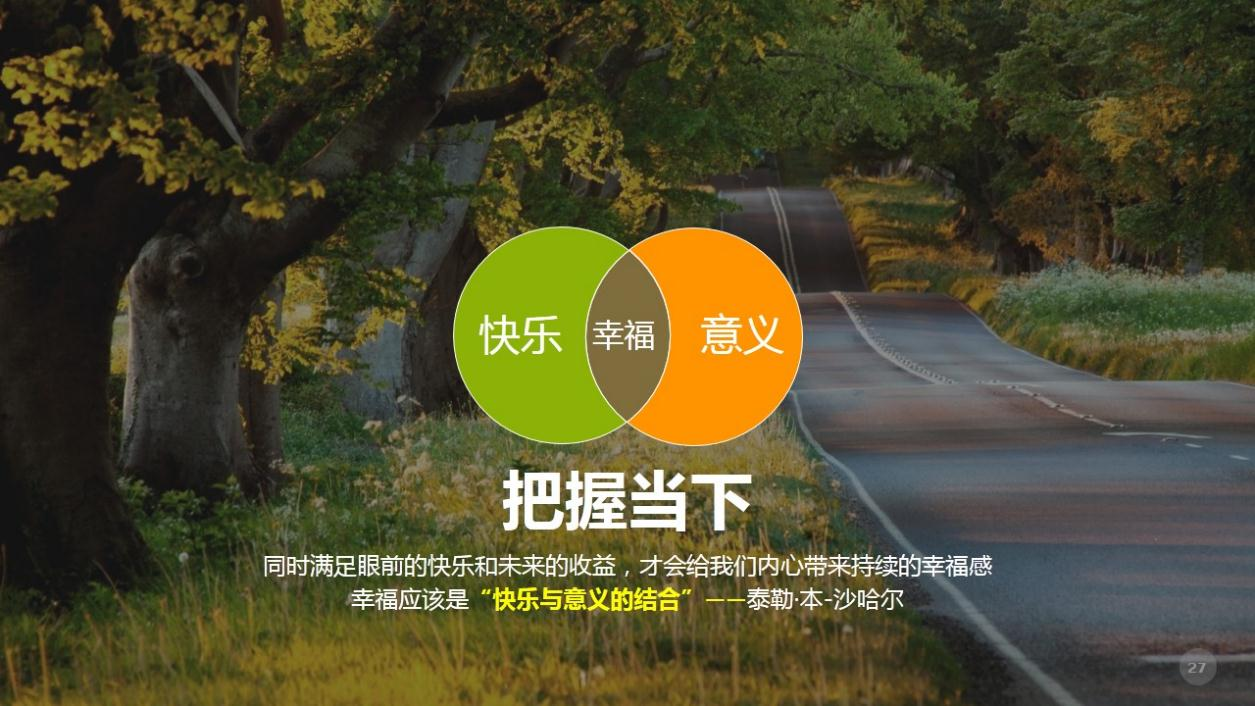 快乐
幸福
意义
把握当下
同时满足眼前的快乐和未来的收益，才会给我们内心带来持续的幸福感
幸福应该是“快乐与意义的结合”——泰勒·本-沙哈尔
27